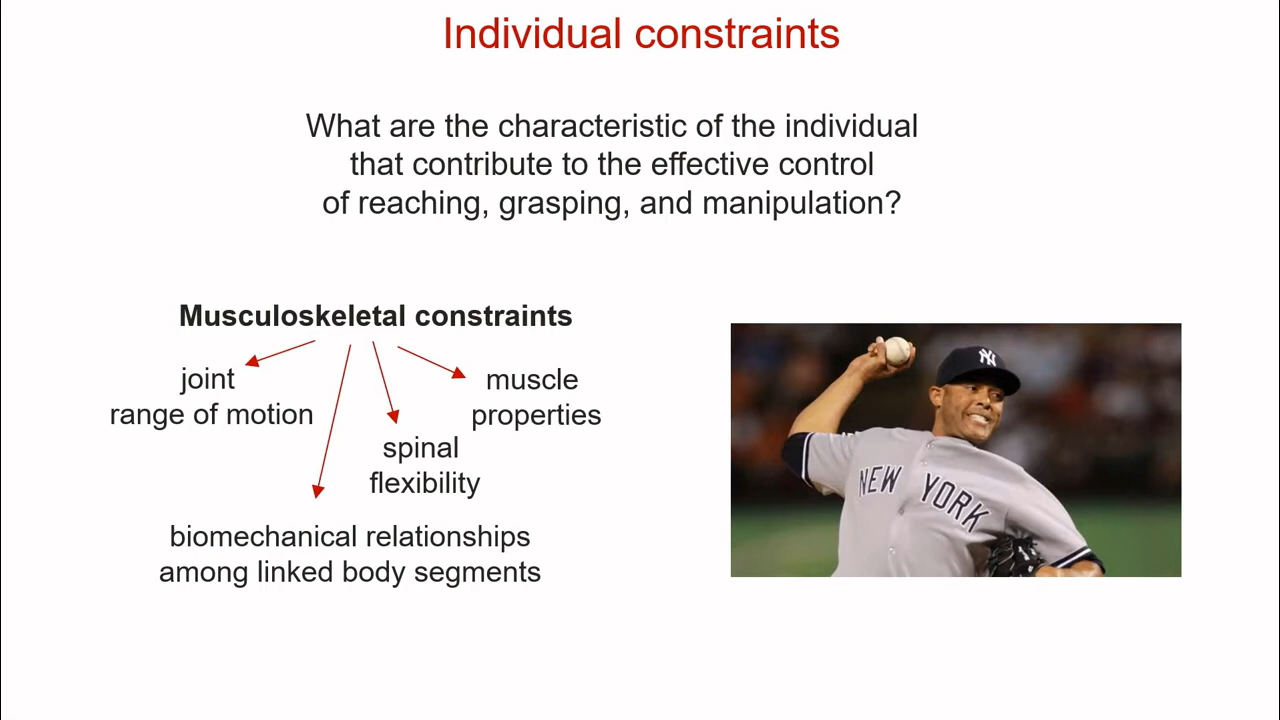 Individual constraints
What are the characteristic of the individual
that contribute to the effective control
of reaching, grasping, and manipulation?
Musculoskeletal constraints
joint
range of motion
muscle
properties
spinal
flexibility
biomechanical relationships
among linked body segments
NY
NEW YORK